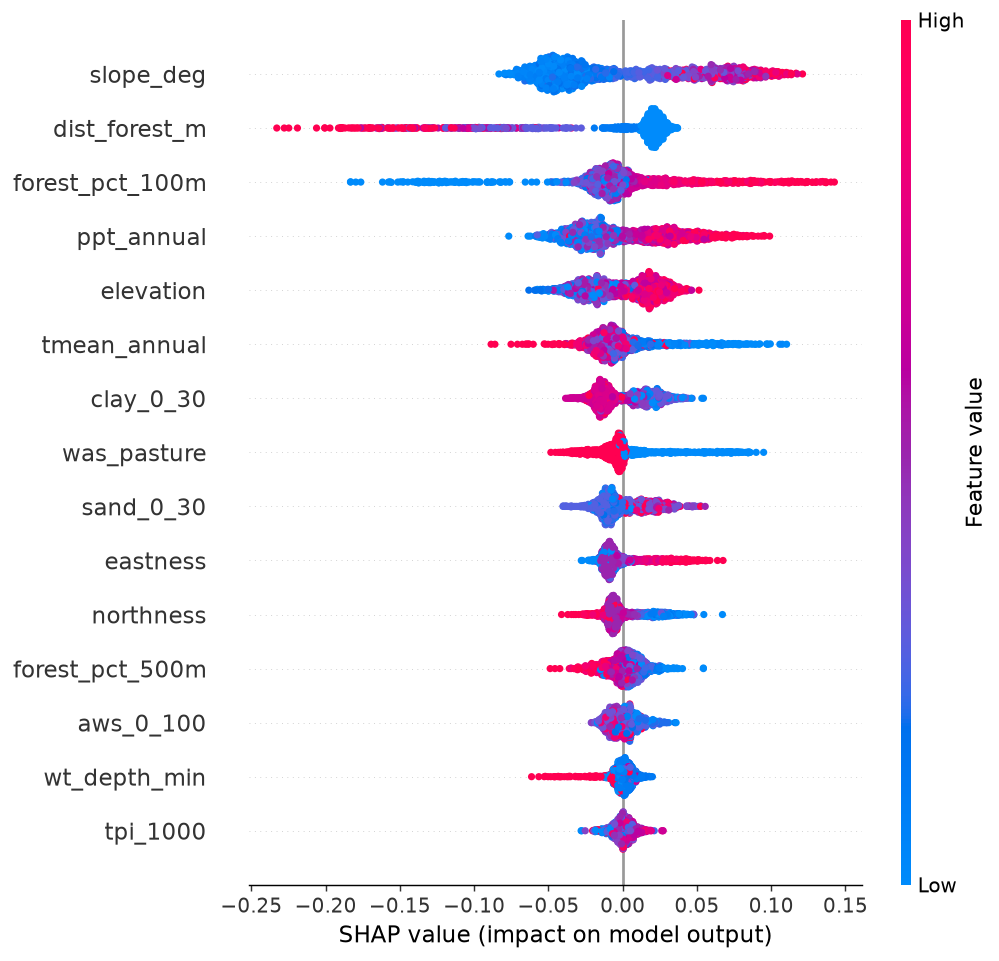 High
slope_deg
dist_forest_m
forest_pct_100m
ppt_annual
elevation
tmean_annual
clay_0_30
was_pasture
sand_0_30
eastness
northness
forest_pct_500m
aws_0_100
wt_depth_min
tpi_1000
Feature value
Low
−0.25 −0.20 −0.15 −0.10 −0.05 0.00 0.05 0.10 0.15
SHAP value (impact on model output)